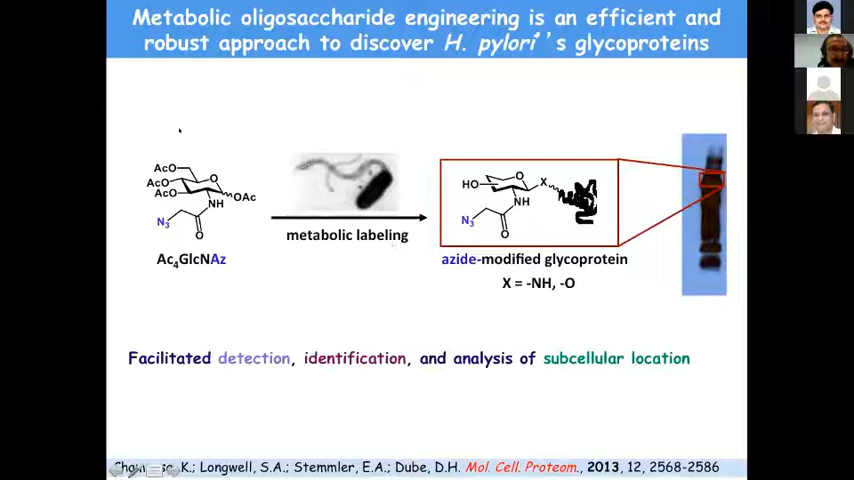 Metabolic oligosaccharide engineering is an efficient and
robust approach to discover H. pylori's glycoproteins
AcO
AcO
AcO
O
OAc
NH
N3
O
Ac4GlcNAz
metabolic labeling
HO
O
X
NH
N3
O
azide-modified glycoprotein
X = -NH, -O
Facilitated detection, identification, and analysis of subcellular location
K.; Longwell, S.A.; Stemmler, E.A.; Dube, D.H. Mol. Cell. Proteom., 2013, 12, 2568-2586